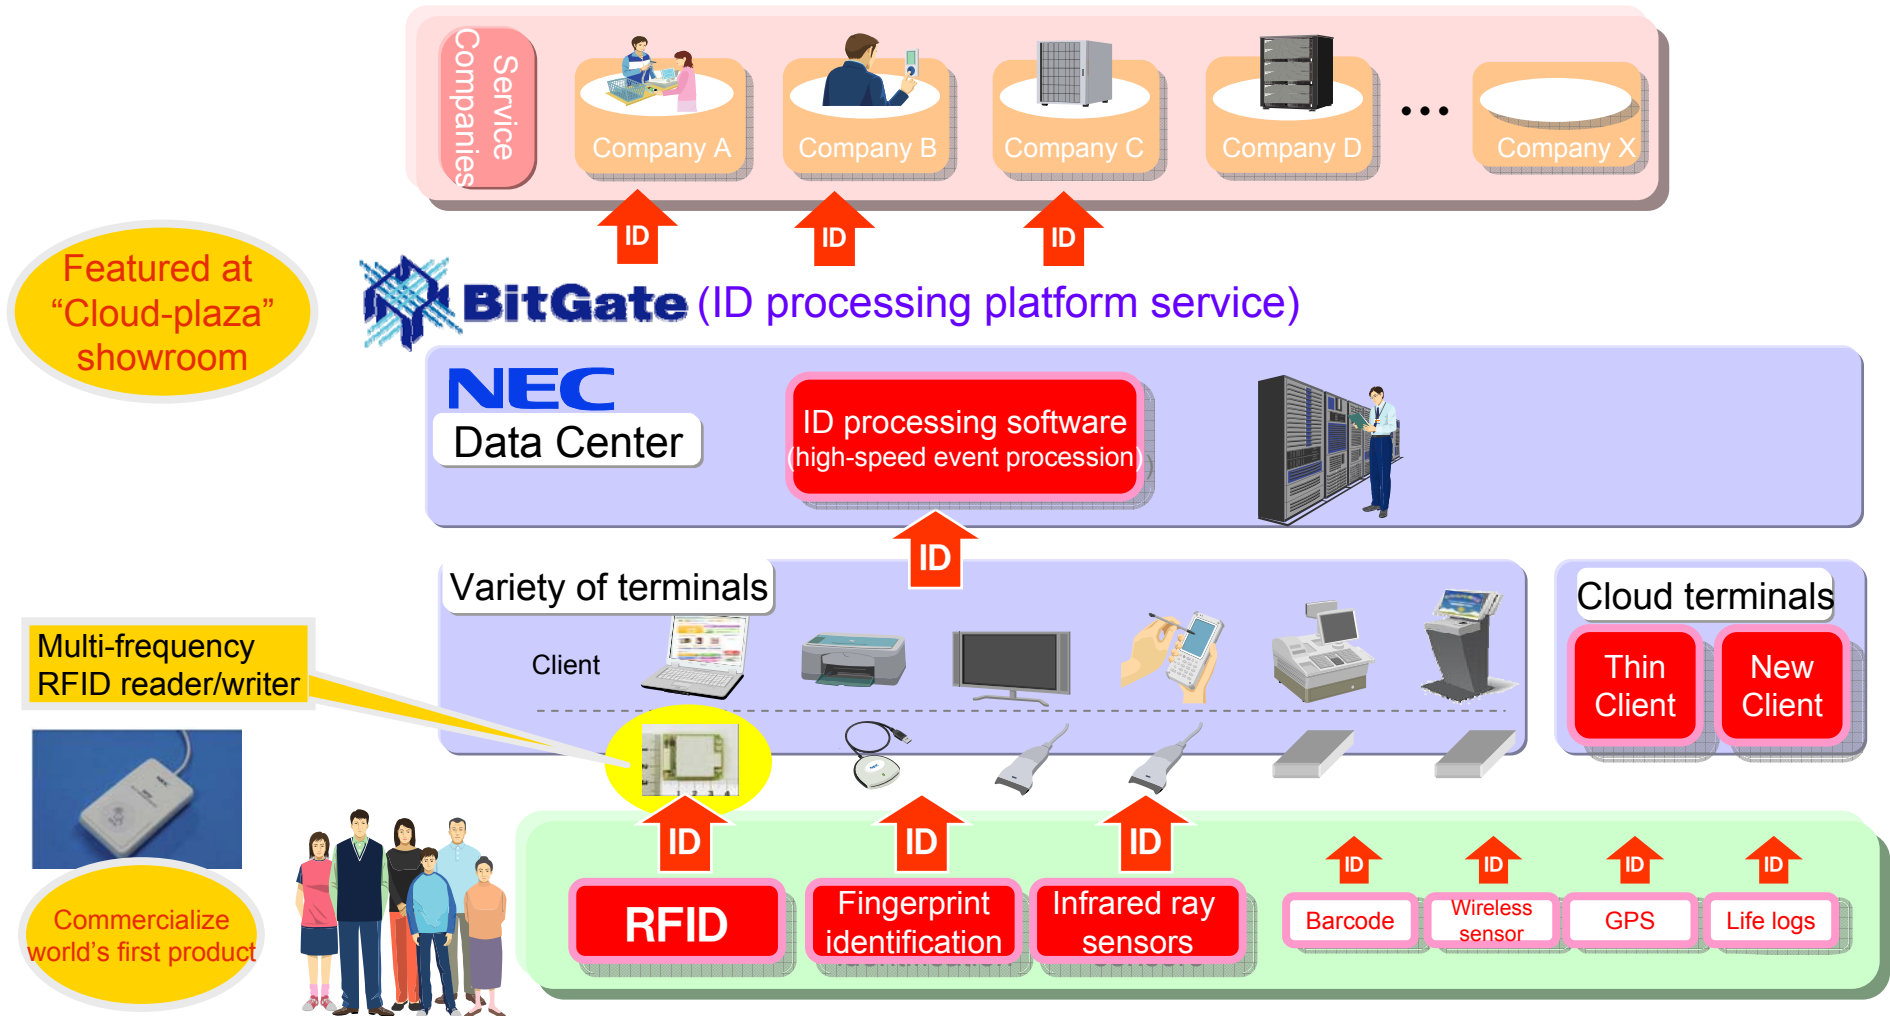 Service
Companies
Company A
Company B
Company C
Company D
...
Company X
ID
ID
ID
Featured at
“Cloud-plaza”
showroom
BitGate (ID processing platform service)
NEC
Data Center
ID processing software
(high-speed event procession)
ID
Variety of terminals
Cloud terminals
Client
Thin
Client
New
Client
Multi-frequency
RFID reader/writer
NEC
NEC
Commercialize
world’s first product
ID
ID
ID
ID
ID
ID
ID
RFID
Fingerprint
identification
Infrared ray
sensors
Barcode
Wireless
sensor
GPS
Life logs